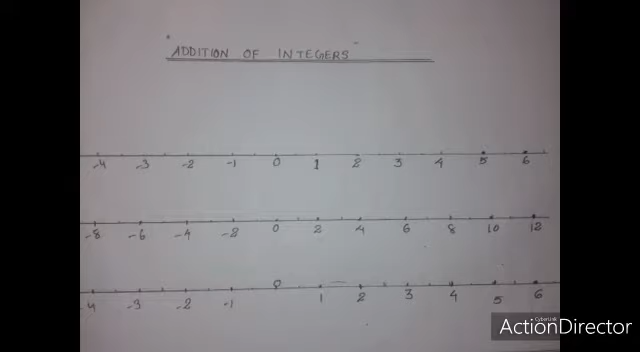 ADDITION OF INTEGERS
-4 -3 -2 -1 0 1 2 3 4 5 6
-8 -6 -4 -2 0 2 4 6 8 10 12
-4 -3 -2 -1 0 1 2 3 4 5 6
CyberLink
ActionDirector